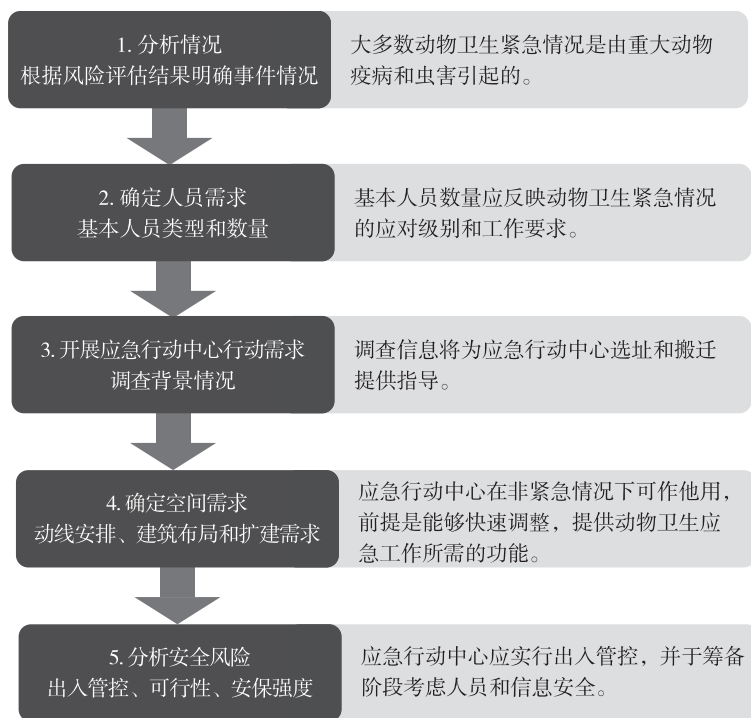 1. 分析情况
根据风险评估结果明确事件情况
大多数动物卫生紧急情况是由重大动物
疫病和虫害引起的。
2. 确定人员需求
基本人员类型和数量
基本人员数量应反映动物卫生紧急情况
的应对级别和工作要求。
3. 开展应急行动中心行动需求
调查背景情况
调查信息将为应急行动中心选址和搬迁
提供指导。
4. 确定空间需求
动线安排、建筑布局和扩建需求
应急行动中心在非紧急情况下可作他用，
前提是能够快速调整，提供动物卫生应
急工作所需的功能。
5. 分析安全风险
出入管控、可行性、安保强度
应急行动中心应实行出入管控，并于筹备
阶段考虑人员和信息安全。